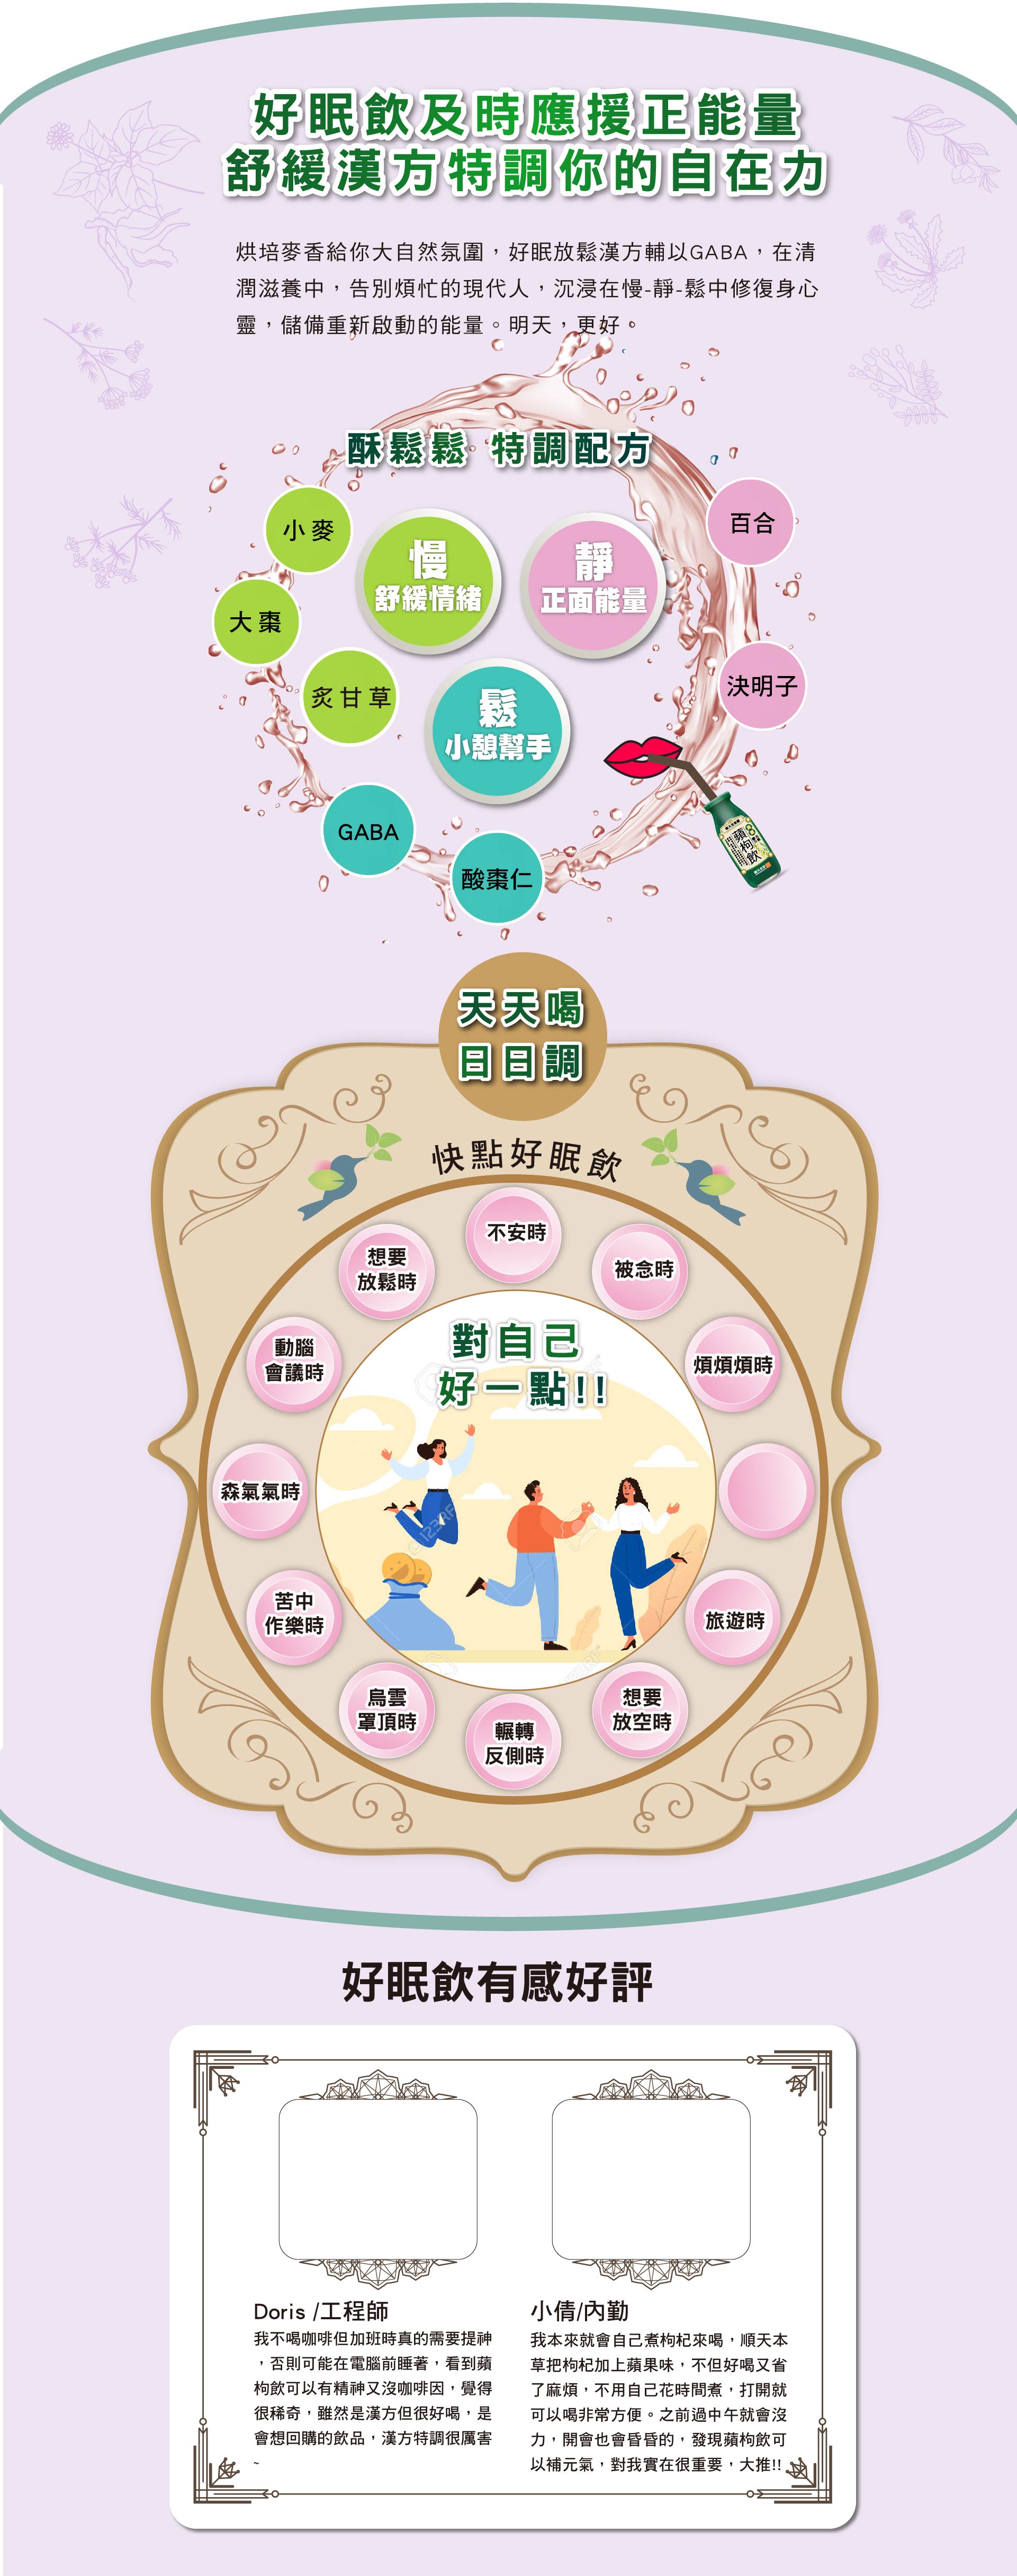 好眠飲及時應援正能量
舒緩漢方特調你的自在力
烘培麥香給你大自然氛圍，好眠放鬆漢方輔以GABA，在清
潤滋養中，告別煩忙的現代人，沉浸在慢-靜-鬆中修復身心
靈，儲備重新啟動的能量。明天，更好。
酥鬆鬆 特調配方
小麥
大棗
炙甘草
慢
舒緩情緒
靜
正面能量
百合
決明子
鬆
小憩幫手
GABA
酸棗仁
蘋枸飲
天天喝
日日調
快點好眠飲
不安時
被念時
煩煩煩時
旅遊時
想要
放空時
輾轉
反側時
烏雲
罩頂時
苦中
作樂時
森氣氣時
動腦
會議時
想要
放鬆時
對自己
好一點!!
123RF
好眠飲有感好評
Doris /工程師
我不喝咖啡但加班時真的需要提神
，否則可能在電腦前睡著，看到蘋
枸飲可以有精神又沒咖啡因，覺得
很稀奇，雖然是漢方但很好喝，是
會想回購的飲品，漢方特調很厲害
~
小倩/內勤
我本來就會自己煮枸杞來喝，順天本
草把枸杞加上蘋果味，不但好喝又省
了麻煩，不用自己花時間煮，打開就
可以喝非常方便。之前過中午就會沒
力，開會也會昏昏的，發現蘋枸飲可
以補元氣，對我實在很重要，大推!!